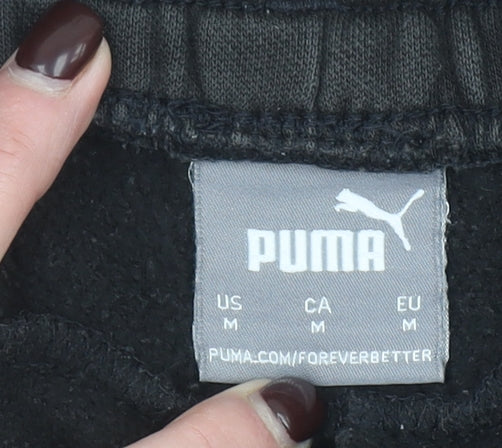 PUMA
US CA EU
M M M
PUMA.COM/FOREVERBETTER